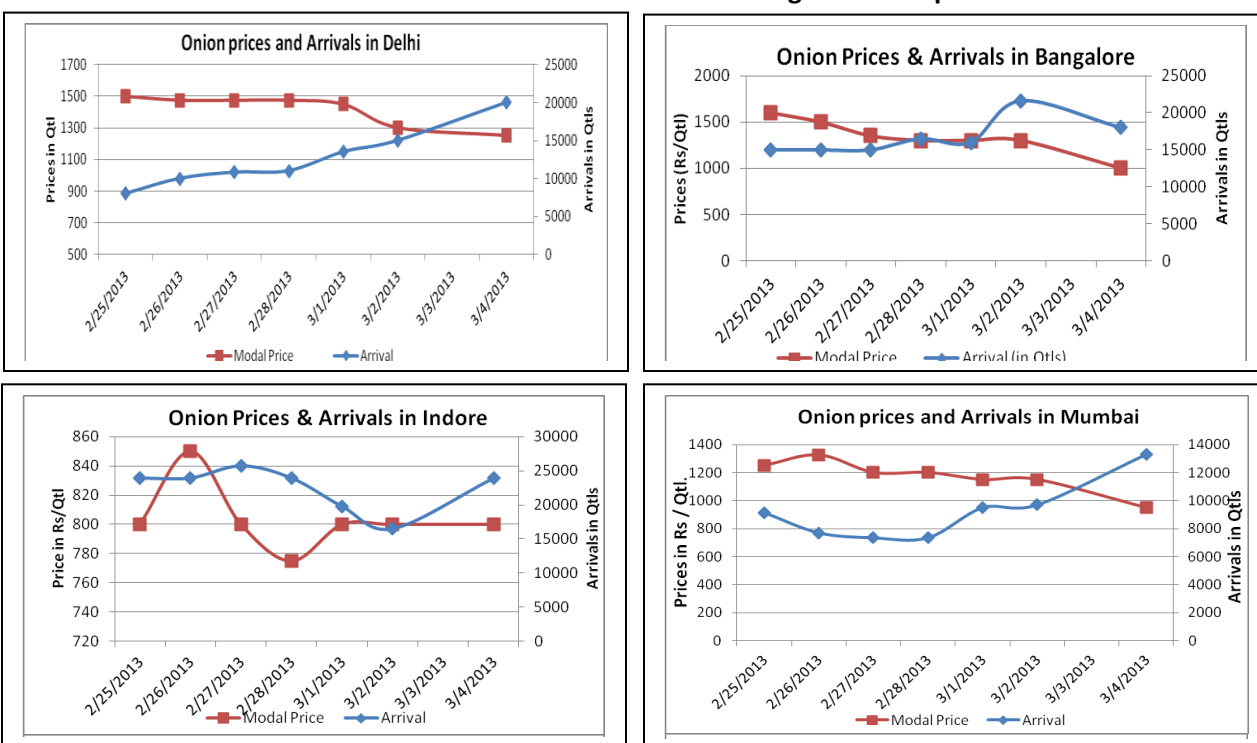 Onion prices and Arrivals in Delhi
Prices in Qtl
1700
1500
1300
1100
900
700
500
25000
20000
15000
10000
5000
0
Arrivals in Qtls
2/25/2013 2/26/2013 2/27/2013 2/28/2013 3/1/2013 3/2/2013 3/3/2013 3/4/2013
Modal Price Arrival
Onion Prices & Arrivals in Bangalore
Prices (Rs/Qtl)
2000
1500
1000
500
0
25000
20000
15000
10000
5000
0
Arrivals in Qtls
2/25/2013 2/26/2013 2/27/2013 2/28/2013 3/1/2013 3/2/2013 3/3/2013 3/4/2013
Modal Price Arrival (in Qtls)
Onion Prices & Arrivals in Indore
Price in Rs/Qtl
860
840
820
800
780
760
740
720
30000
25000
20000
15000
10000
5000
0
Arrivals in Qtls
2/25/2013 2/26/2013 2/27/2013 2/28/2013 3/1/2013 3/2/2013 3/3/2013 3/4/2013
Modal Price Arrival
Onion prices and Arrivals in Mumbai
Prices in Rs / Qtl.
1400
1200
1000
800
600
400
200
0
14000
12000
10000
8000
6000
4000
2000
0
Arrivals in Qtls
2/25/2013 2/26/2013 2/27/2013 2/28/2013 3/1/2013 3/2/2013 3/3/2013 3/4/2013
Modal Price Arrival